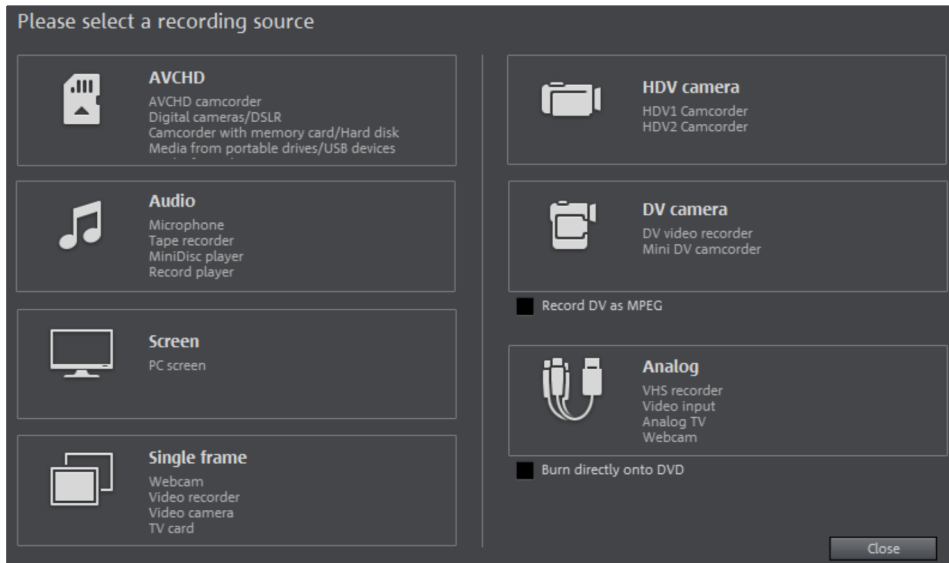 Please select a recording source
AVCHD
AVCHD camcorder
Digital cameras/DSLR
Camcorder with memory card/Hard disk
Media from portable drives/USB devices
Audio
Microphone
Tape recorder
MiniDisc player
Record player
Screen
PC screen
Single frame
Webcam
Video recorder
Video camera
TV card
HDV camera
HDV1 Camcorder
HDV2 Camcorder
DV camera
DV video recorder
Mini DV camcorder
Record DV as MPEG
Analog
VHS recorder
Video input
Analog TV
Webcam
Burn directly onto DVD
Close